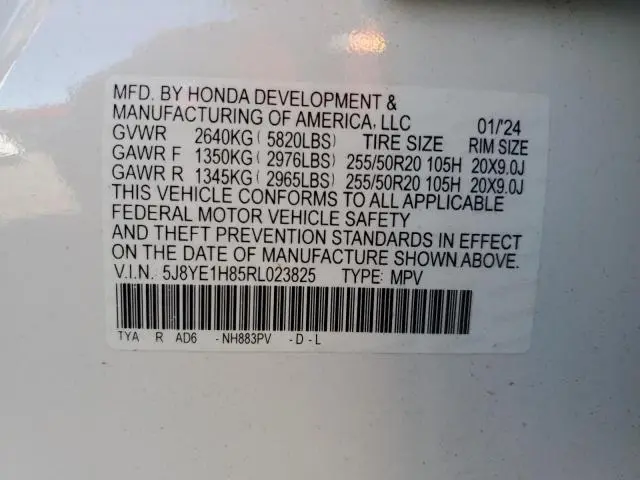 MFD. BY HONDA DEVELOPMENT &
MANUFACTURING OF AMERICA, LLC 01/'24
GVWR 2640KG ( 5820LBS) TIRE SIZE RIM SIZE
GAWR F 1350KG ( 2976LBS) 255/50R20 105H 20X9.0J
GAWR R 1345KG ( 2965LBS) 255/50R20 105H 20X9.0J
THIS VEHICLE CONFORMS TO ALL APPLICABLE
FEDERAL MOTOR VEHICLE SAFETY
AND THEFT PREVENTION STANDARDS IN EFFECT
ON THE DATE OF MANUFACTURE SHOWN ABOVE.
V.I.N. 5J8YE1H85RL023825 TYPE: MPV
TYA R AD6 -NH883PV -D-L